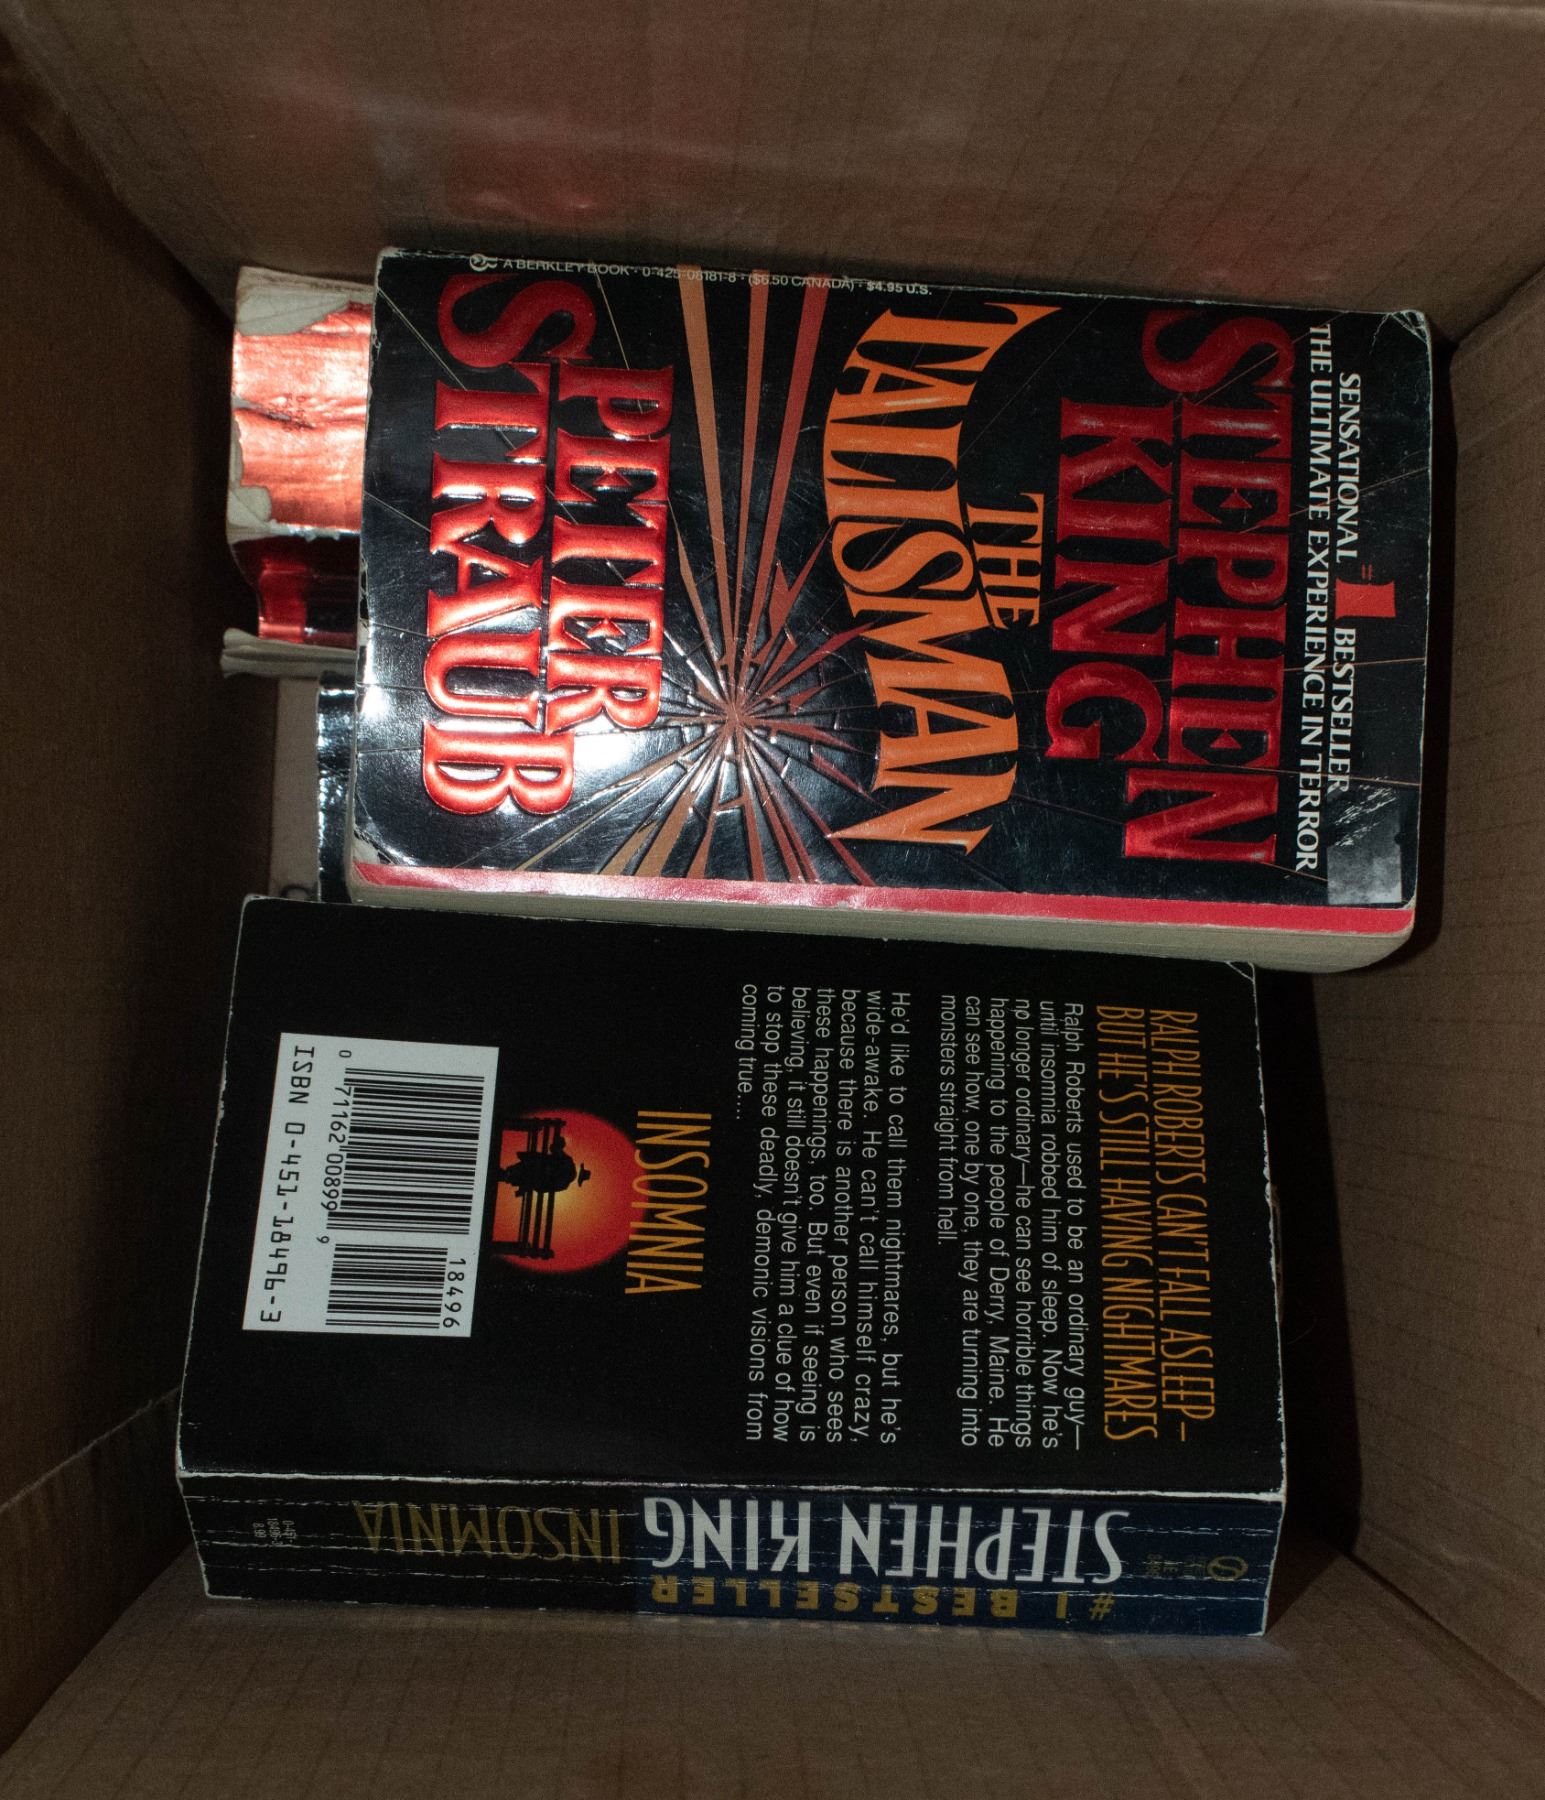 SENSATIONAL #1 BESTSELLER
THE ULTIMATE EXPERIENCE IN TERROR
STEPHEN
KING
THE
TALISMAN
PETER
STRAUB
A BERKLEY BOOK · 0-425-08181-8 · ($6.50 CANADA) · $4.95 U.S.
RALPH ROBERTS CAN'T FALL ASLEEP—
BUT HE'S STILL HAVING NIGHTMARES
Ralph Roberts used to be an ordinary guy—
until insomnia robbed him of sleep. Now he's
no longer ordinary—he can see horrible things
happening to the people of Derry, Maine. He
can see how, one by one, they are turning into
monsters straight from hell.
He'd like to call them nightmares, but he's
wide-awake. He can't call himself crazy,
because there is another person who sees
these happenings, too. But even if seeing is
believing, it still doesn't give him a clue of how
to stop these deadly, demonic visions from
coming true....
INSOMNIA
18496
0 71162 00899 9
ISBN 0-451-18496-3
#1 BESTSELLER
STEPHEN KING
INSOMNIA